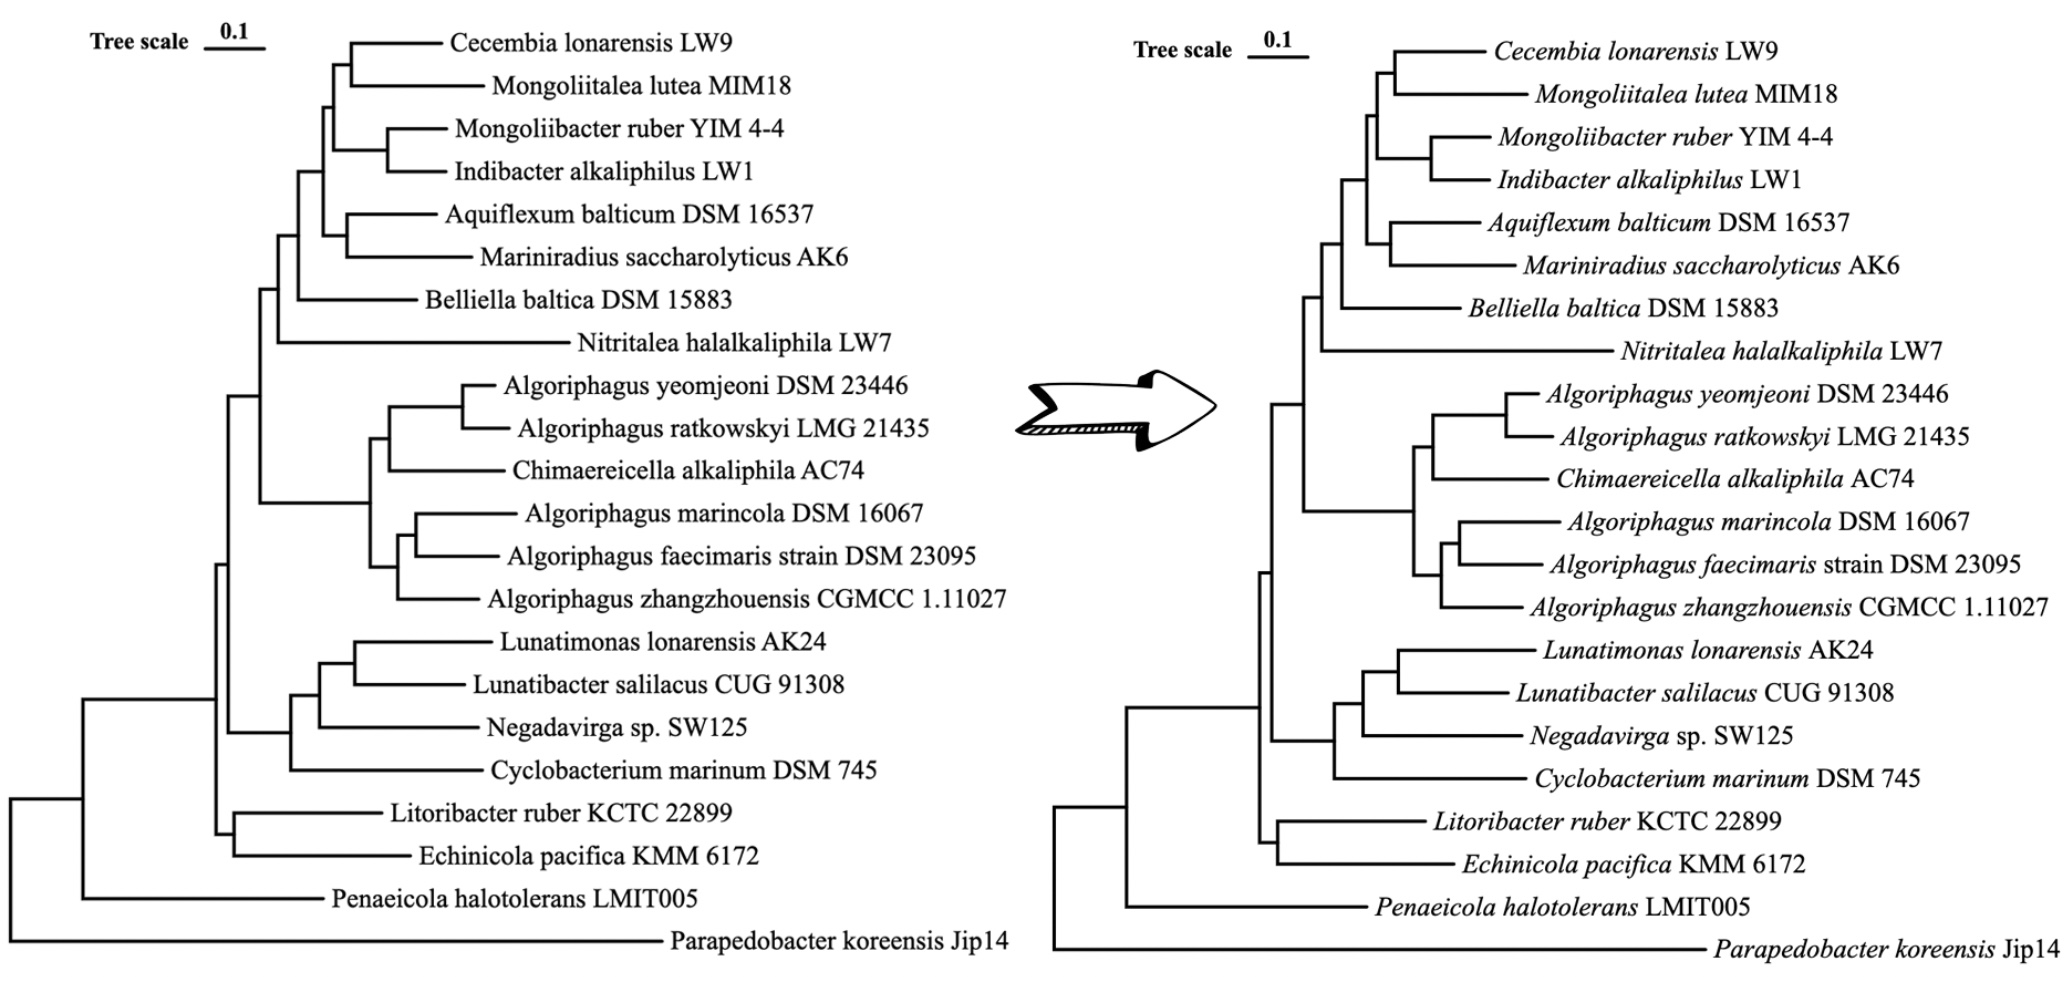 Tree scale 0.1
Cecembia lonarensis LW9
Mongoliitalea lutea MIM18
Mongoliibacter ruber YIM 4-4
Indibacter alkaliphilus LW1
Aquiflexum balticum DSM 16537
Mariniradius saccharolyticus AK6
Belliella baltica DSM 15883
Nitritalea halalkaliphila LW7
Algoriphagus yeomjeoni DSM 23446
Algoriphagus ratkowskyi LMG 21435
Chimaereicella alkaliphila AC74
Algoriphagus marincola DSM 16067
Algoriphagus faecimaris strain DSM 23095
Algoriphagus zhangzhouensis CGMCC 1.11027
Lunatimonas lonarensis AK24
Lunatibacter salilacus CUG 91308
Negadavirga sp. SW125
Cyclobacterium marinum DSM 745
Litoribacter ruber KCTC 22899
Echinicola pacifica KMM 6172
Penaeicola halotolerans LMIT005
Parapedobacter koreensis Jip14
Tree scale 0.1
Cecembia lonarensis LW9
Mongoliitalea lutea MIM18
Mongoliibacter ruber YIM 4-4
Indibacter alkaliphilus LW1
Aquiflexum balticum DSM 16537
Mariniradius saccharolyticus AK6
Belliella baltica DSM 15883
Nitritalea halalkaliphila LW7
Algoriphagus yeomjeoni DSM 23446
Algoriphagus ratkowskyi LMG 21435
Chimaereicella alkaliphila AC74
Algoriphagus marincola DSM 16067
Algoriphagus faecimaris strain DSM 23095
Algoriphagus zhangzhouensis CGMCC 1.11027
Lunatimonas lonarensis AK24
Lunatibacter salilacus CUG 91308
Negadavirga sp. SW125
Cyclobacterium marinum DSM 745
Litoribacter ruber KCTC 22899
Echinicola pacifica KMM 6172
Penaeicola halotolerans LMIT005
Parapedobacter koreensis Jip14